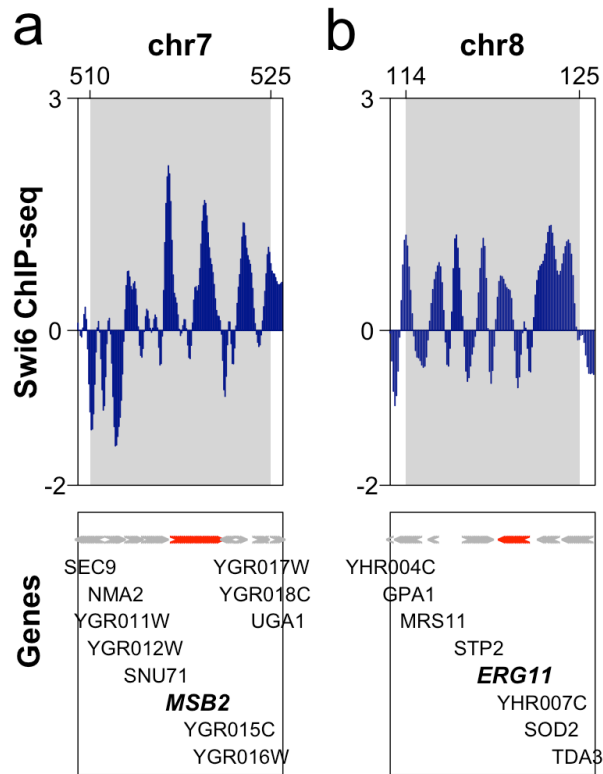 a
chr7
510 525
3
0
-2
Swi6 ChIP-seq
b
chr8
114 125
3
0
-2
Genes
SEC9 YGR017W
NMA2 YGR018C
YGR011W UGA1
YGR012W
SNU71
MSB2
YGR015C
YGR016W
YHR004C
GPA1
MRS11
STP2
ERG11
YHR007C
SOD2
TDA3